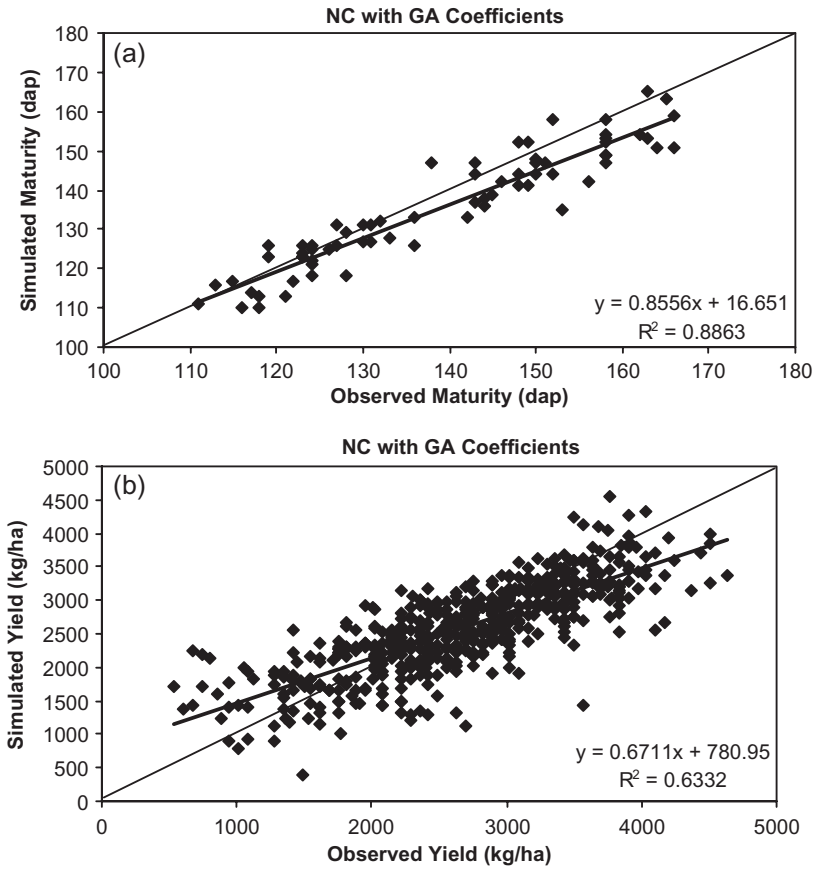 NC with GA Coefficients
(a)
Simulated Maturity (dap)
180
170
160
150
140
130
120
110
100
y = 0.8556x + 16.651
R² = 0.8863
100 110 120 130 140 150 160 170 180
Observed Maturity (dap)
NC with GA Coefficients
(b)
Simulated Yield (kg/ha)
5000
4500
4000
3500
3000
2500
2000
1500
1000
500
0
y = 0.6711x + 780.95
R² = 0.6332
0 1000 2000 3000 4000 5000
Observed Yield (kg/ha)